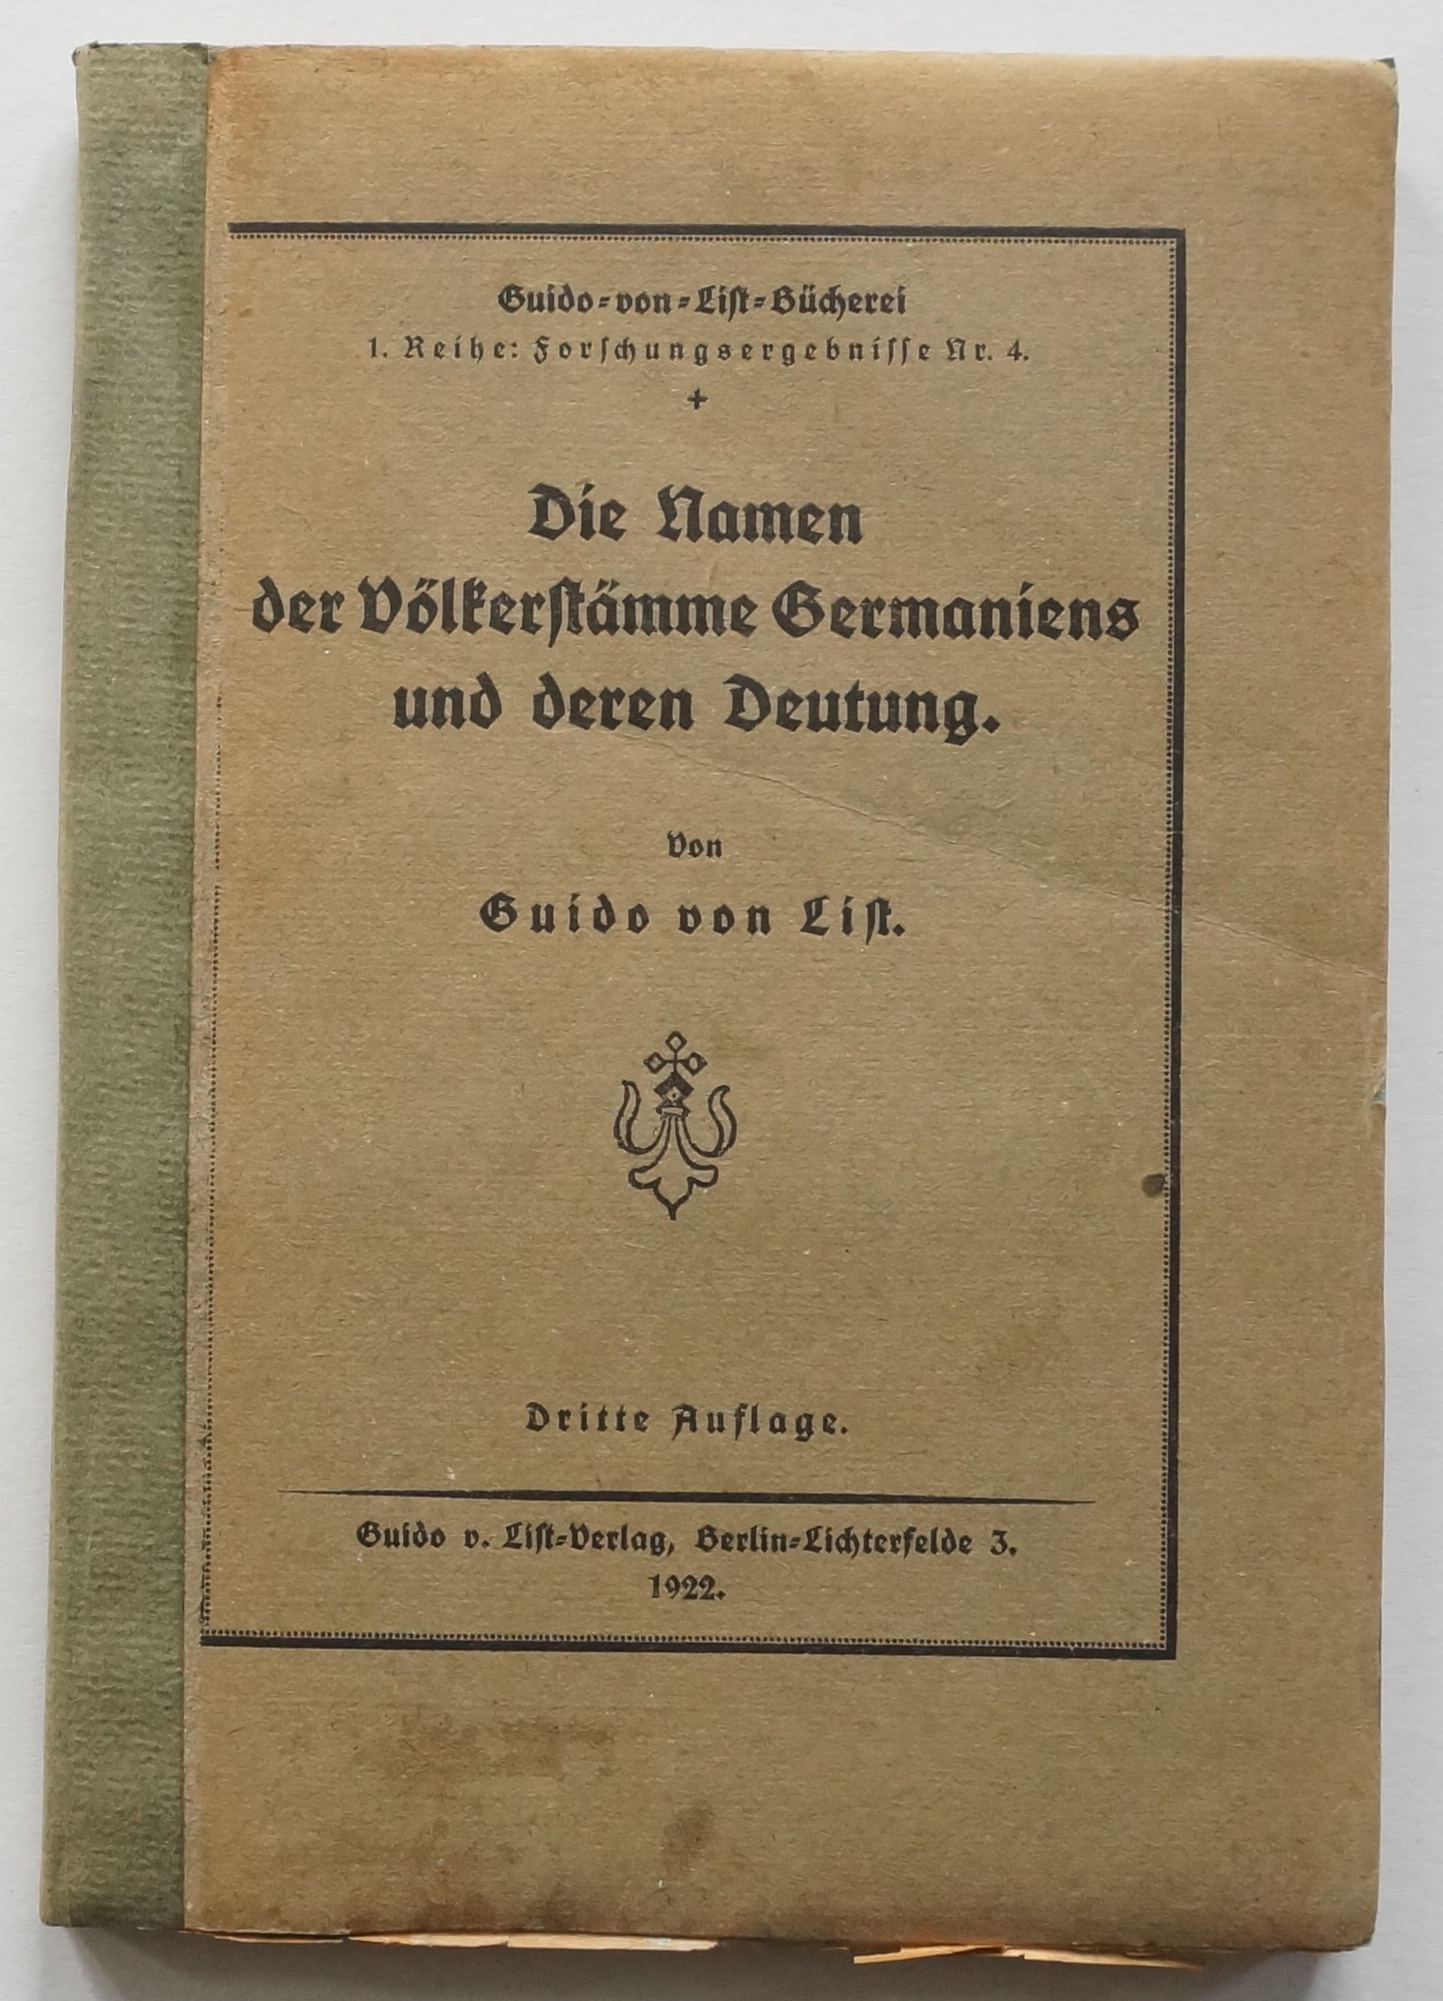 Guido-von-List-Bücherei
1. Reihe: Forschungsergebnisse Nr. 4.
Die Namen
der Völkerstämme Germaniens
und deren Deutung.
Von
Guido von List.
Dritte Auflage.
Guido v. List-Verlag, Berlin-Lichterfelde 3.
1922.